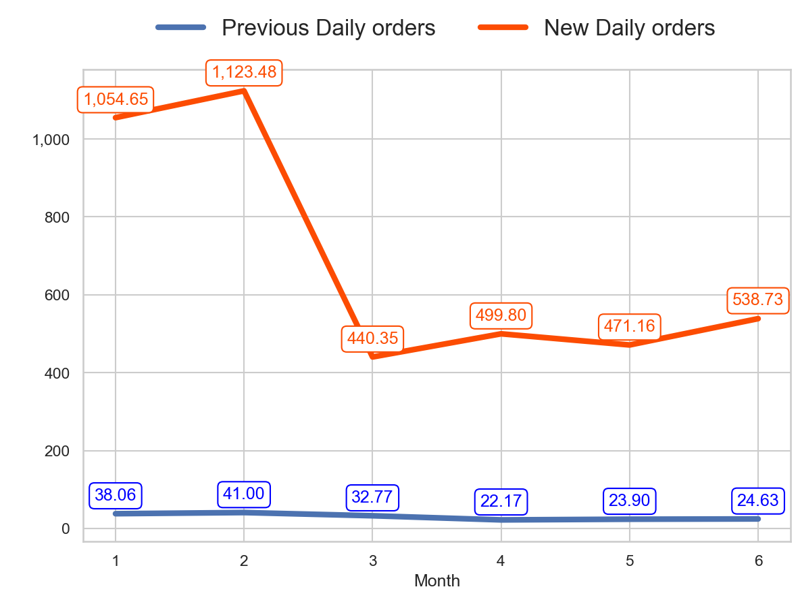 Previous Daily orders New Daily orders
1,054.65 1,123.48 440.35 499.80 471.16 538.73
38.06 41.00 32.77 22.17 23.90 24.63
1,000
800
600
400
200
0
1 2 3 4 5 6
Month